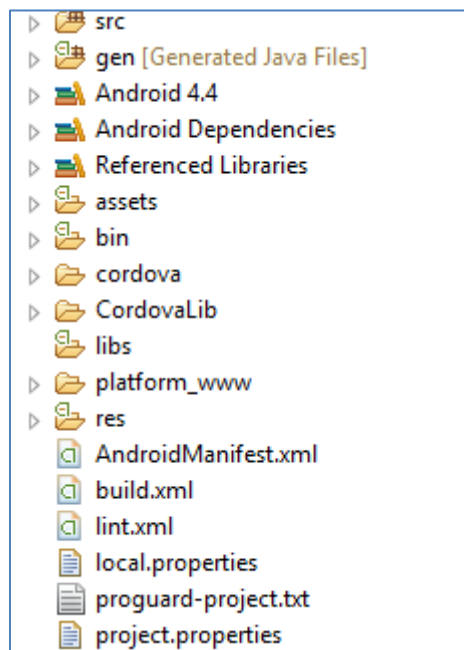 src
gen [Generated Java Files]
Android 4.4
Android Dependencies
Referenced Libraries
assets
bin
cordova
CordovaLib
libs
platform_www
res
AndroidManifest.xml
build.xml
lint.xml
local.properties
proguard-project.txt
project.properties